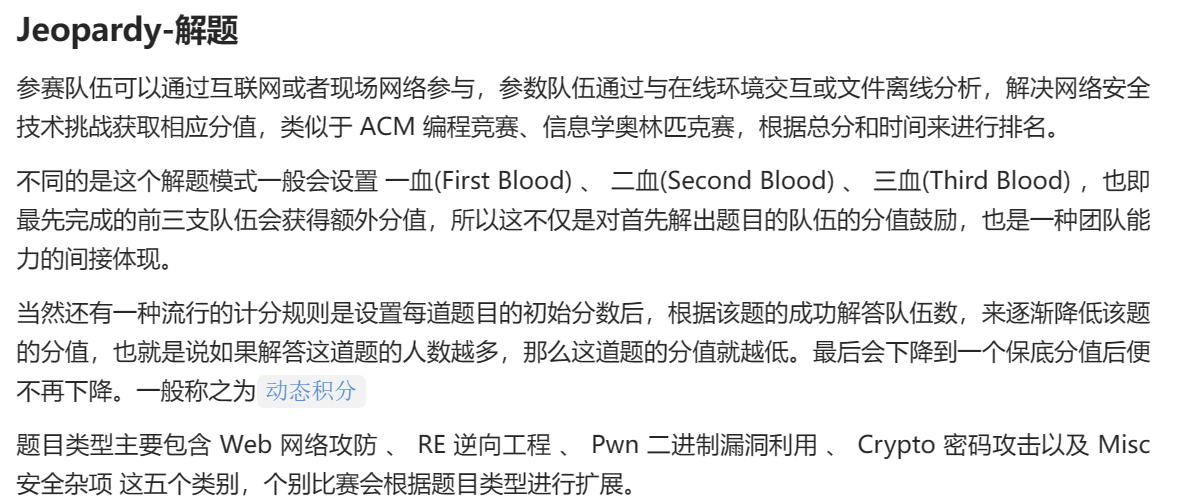 Jeopardy-解题
参赛队伍可以通过互联网或者现场网络参与，参数队伍通过与在线环境交互或文件离线分析，解决网络安全
技术挑战获取相应分值，类似于 ACM 编程竞赛、信息学奥林匹克赛，根据总分和时间来进行排名。
不同的是这个解题模式一般会设置 一血(First Blood) 、 二血(Second Blood) 、 三血(Third Blood) ，也即
最先完成的前三支队伍会获得额外分值，所以这不仅是对首先解出题目的队伍的分值鼓励，也是一种团队能
力的间接体现。
当然还有一种流行的计分规则是设置每道题目的初始分数后，根据该题的成功解答队伍数，来逐渐降低该题
的分值，也就是说如果解答这道题的人数越多，那么这道题的分值就越低。最后会下降到一个保底分值后便
不再下降。一般称之为 动态积分
题目类型主要包含 Web 网络攻防 、 RE 逆向工程 、 Pwn 二进制漏洞利用 、 Crypto 密码攻击以及 Misc
安全杂项 这五个类别，个别比赛会根据题目类型进行扩展。